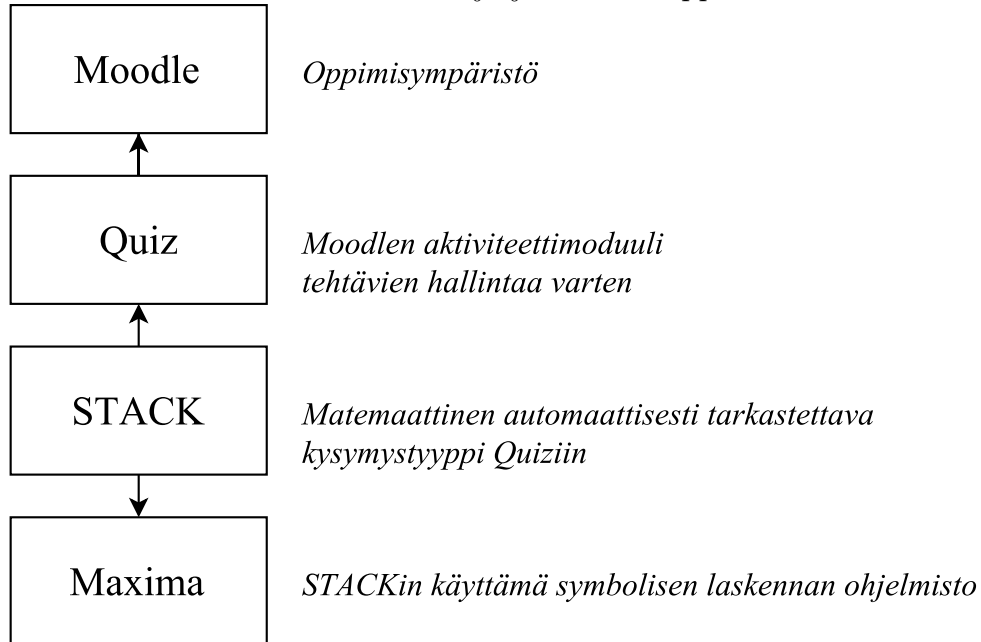 Moodle
Oppimisympäristö
Quiz
Moodlen aktiviteettimoduuli
tehtävien hallintaa varten
STACK
Matemaattinen automaattisesti tarkastettava
kysymystyyppi Quiziin
Maxima
STACKin käyttämä symbolisen laskennan ohjelmisto